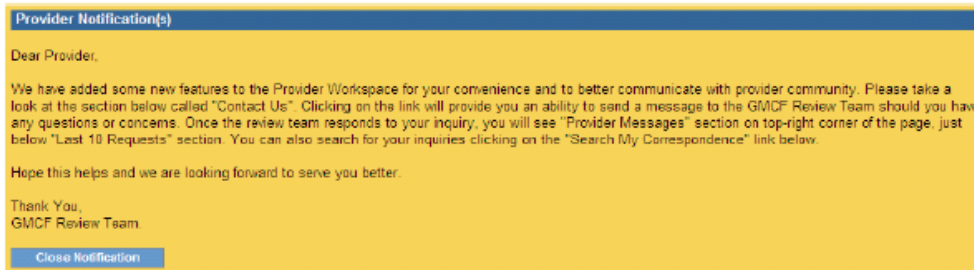 Provider Notification(s)
Dear Provider,
We have added some new features to the Provider Workspace for your convenience and to better communicate with provider community. Please take a
look at the section below called "Contact Us". Clicking on the link will provide you an ability to send a message to the GMCF Review Team should you hav
any questions or concerns. Once the review team responds to your inquiry, you will see "Provider Messages" section on top-right corner of the page, just
below "Last 10 Requests" section. You can also search for your inquiries clicking on the "Search My Correspondence" link below.
Hope this helps and we are looking forward to serve you better.
Thank You,
GMCF Review Team.
Close Notification